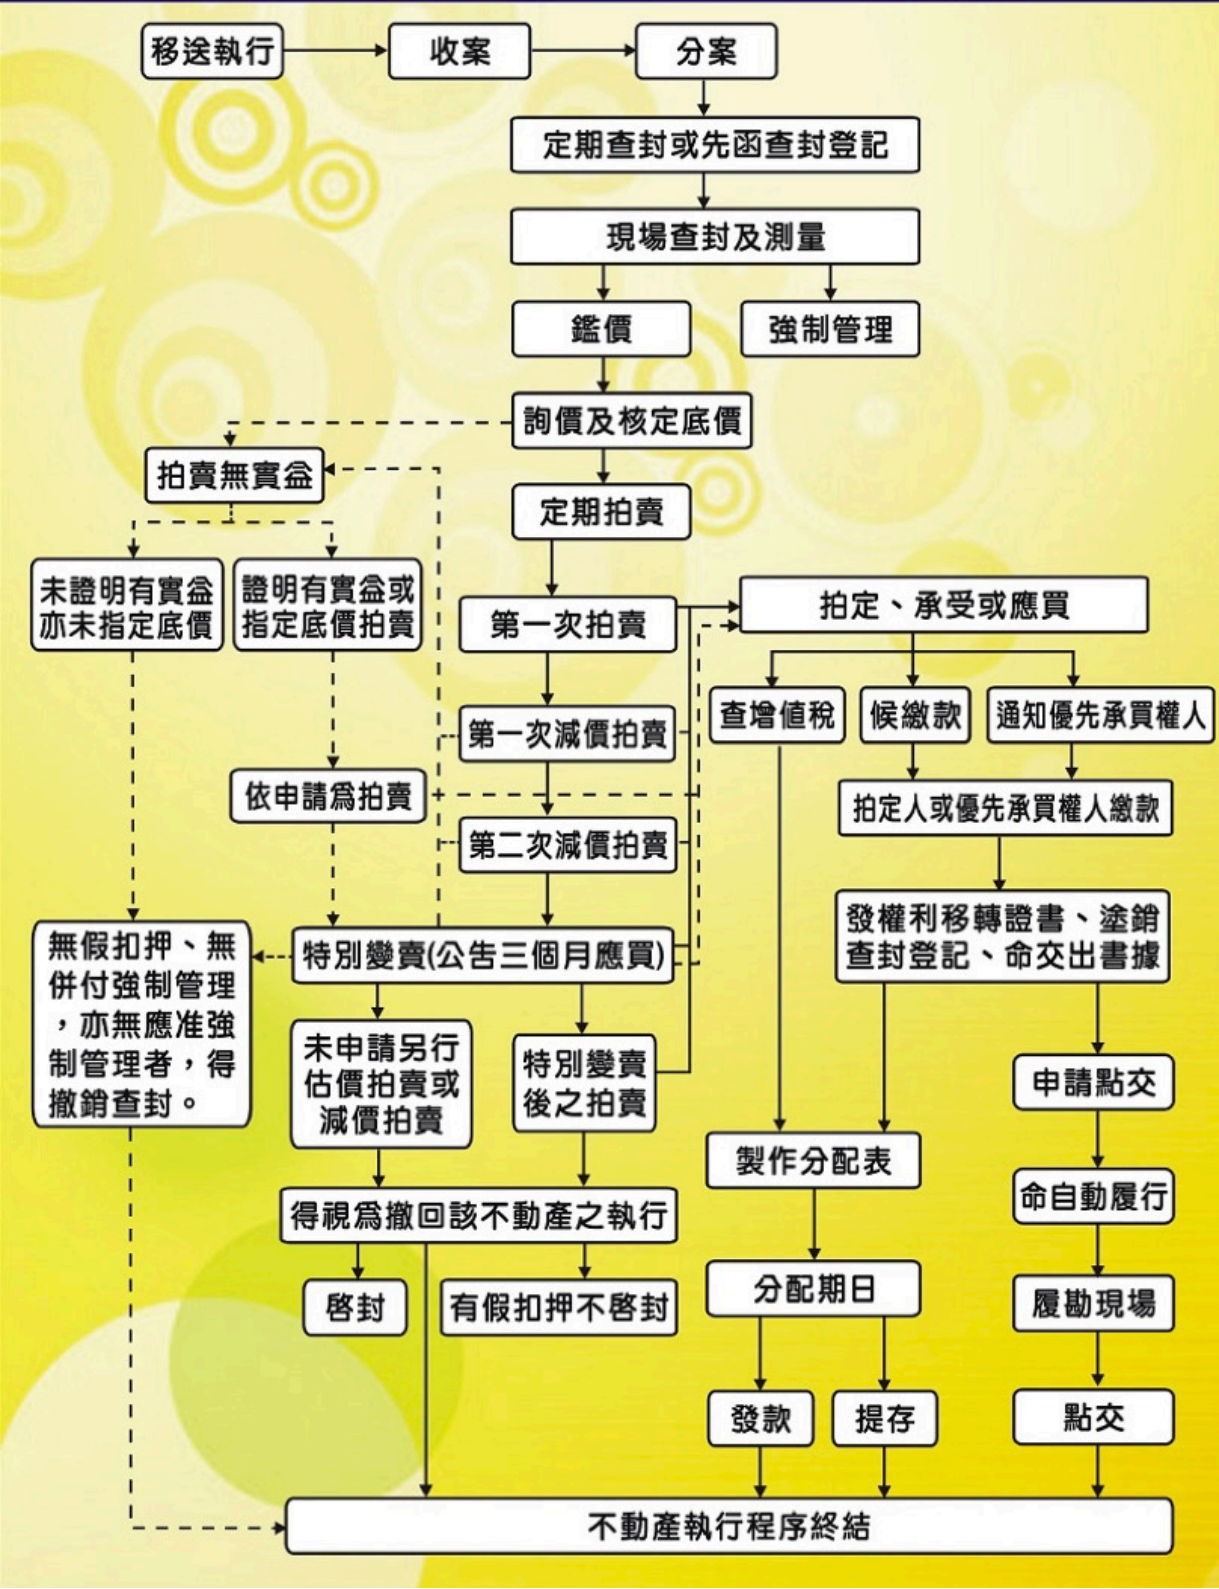 移送執行
收案
分案
定期查封或先函查封登記
現場查封及測量
鑑價
強制管理
詢價及核定底價
拍賣無實益
定期拍賣
未證明有實益
亦未指定底價
證明有實益或
指定底價拍賣
第一次拍賣
拍定、承受或應買
第一次減價拍賣
查增值稅
候繳款
通知優先承買權人
依申請為拍賣
拍定人或優先承買權人繳款
第二次減價拍賣
發權利移轉證書、塗銷
查封登記、命交出書據
無假扣押、無
併付強制管理
，亦無應准強
制管理者，得
撤銷查封。
特別變賣(公告三個月應買)
未申請另行
估價拍賣或
減價拍賣
特別變賣
後之拍賣
申請點交
製作分配表
命自動履行
得視為撤回該不動產之執行
啓封
有假扣押不啓封
分配期日
履勘現場
發款
提存
點交
不動產執行程序終結